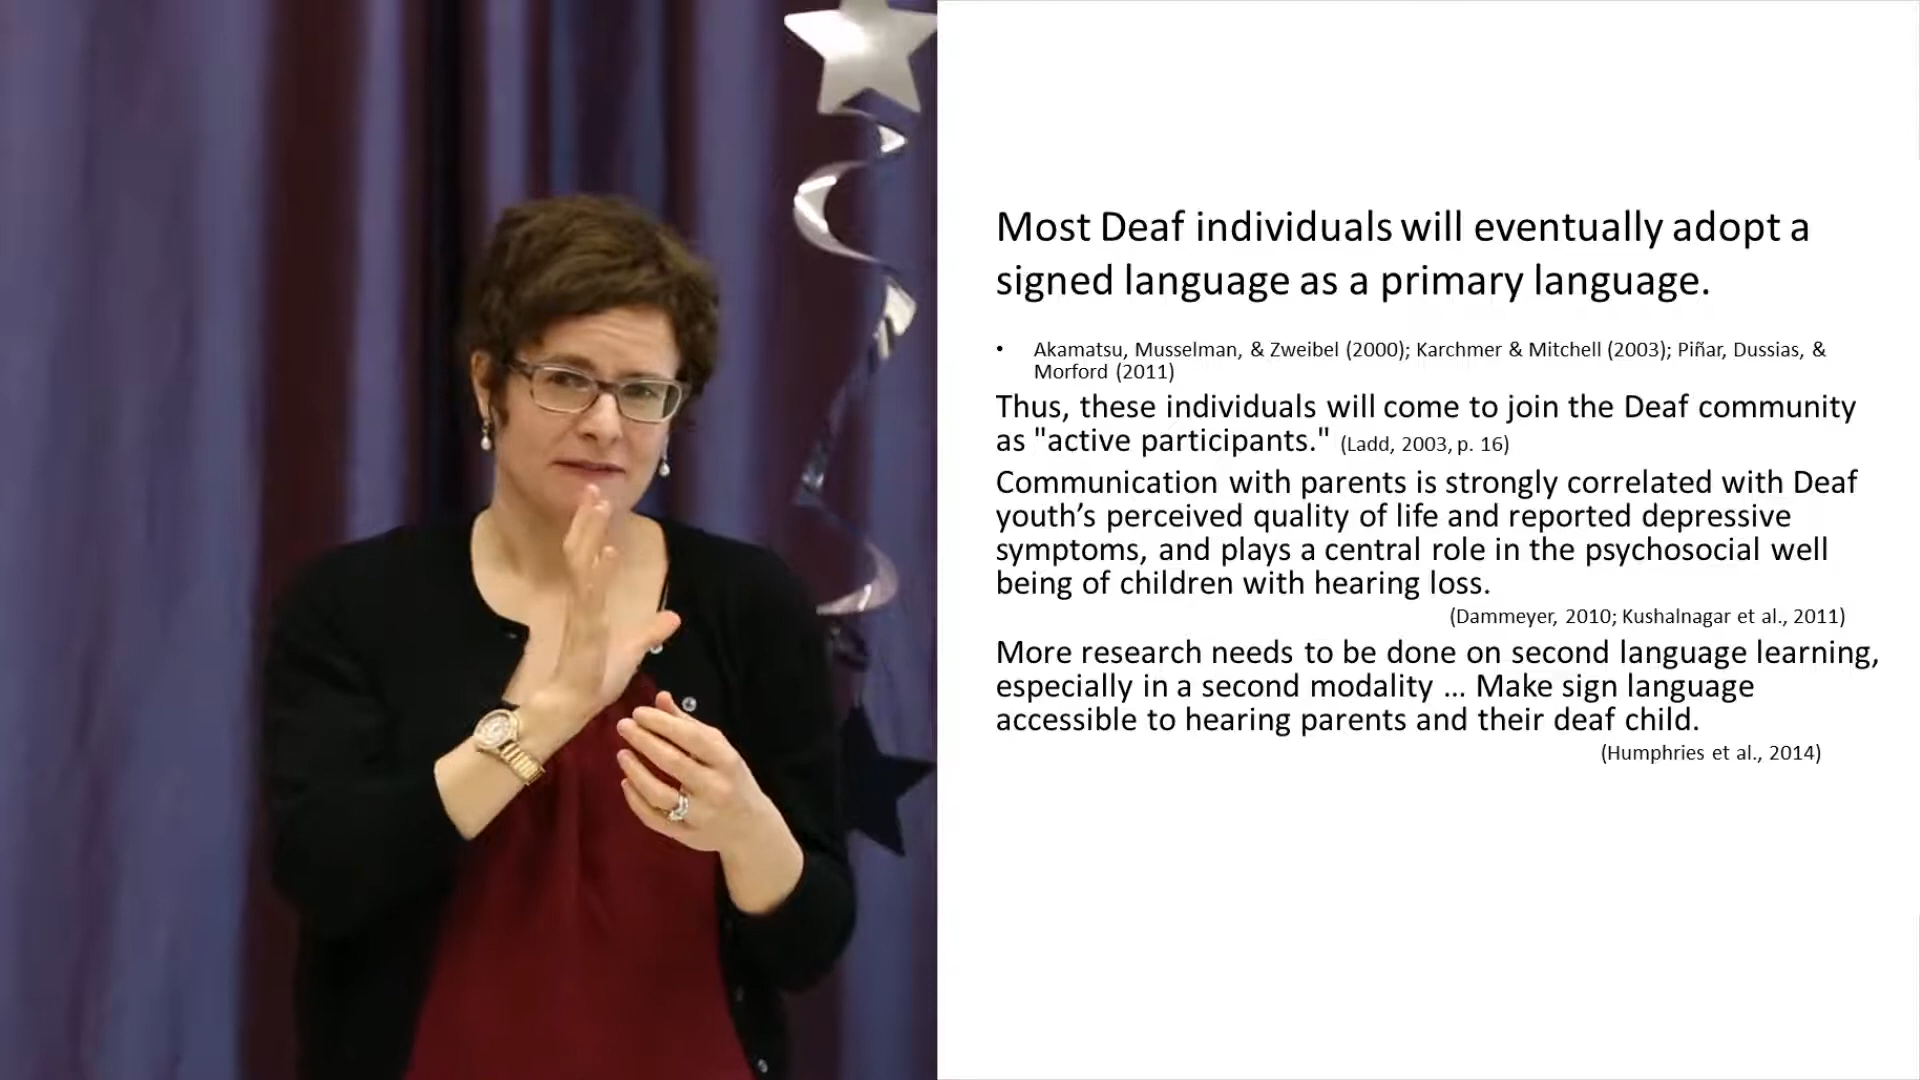 Most Deaf individuals will eventually adopt a
signed language as a primary language.
• Akamatsu, Musselman, & Zweibel (2000); Karchmer & Mitchell (2003); Piñar, Dussias, &
Morford (2011)
Thus, these individuals will come to join the Deaf community
as "active participants." (Ladd, 2003, p. 16)
Communication with parents is strongly correlated with Deaf
youth’s perceived quality of life and reported depressive
symptoms, and plays a central role in the psychosocial well
being of children with hearing loss.
(Dammeyer, 2010; Kushalnagar et al., 2011)
More research needs to be done on second language learning,
especially in a second modality … Make sign language
accessible to hearing parents and their deaf child.
(Humphries et al., 2014)